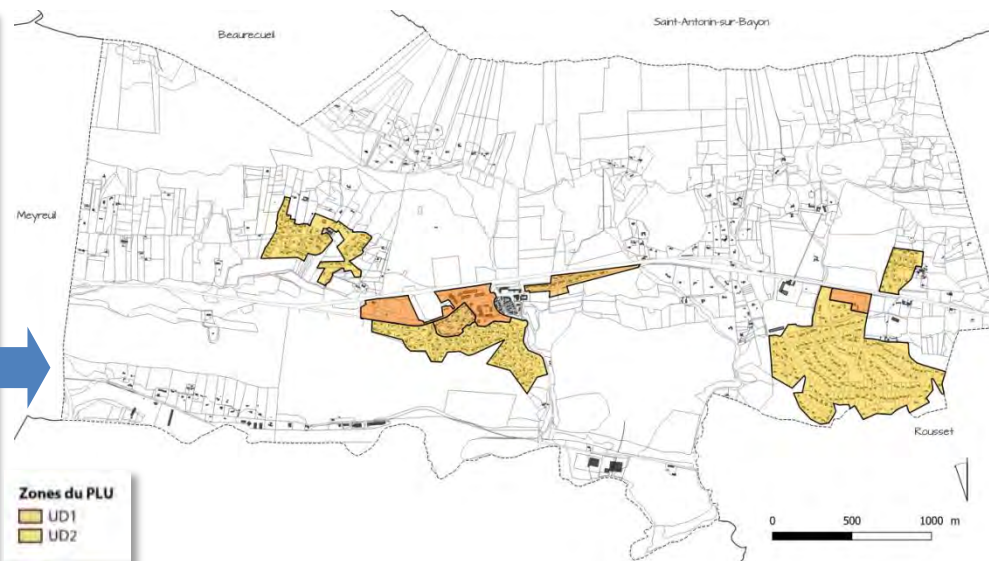 Saint-Antonin-sur-Bayon
Beaurecueil
Meyreuil
Rousset
Zones du PLU
UD1
UD2
0 500 1000 m